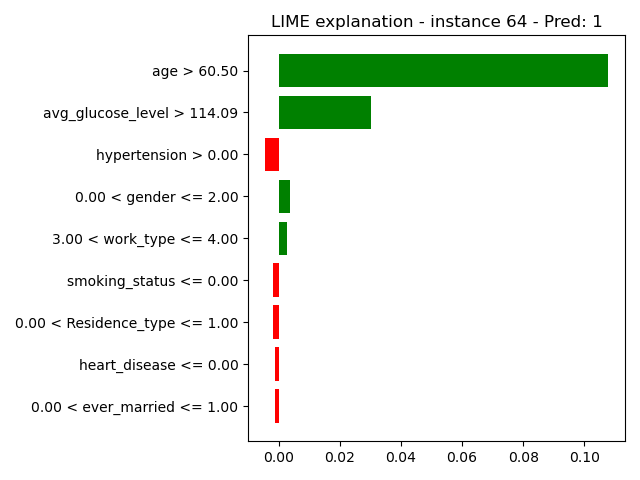 LIME explanation - instance 64 - Pred: 1
age > 60.50
avg_glucose_level > 114.09
hypertension > 0.00
0.00 < gender <= 2.00
3.00 < work_type <= 4.00
smoking_status <= 0.00
0.00 < Residence_type <= 1.00
heart_disease <= 0.00
0.00 < ever_married <= 1.00
0.00 0.02 0.04 0.06 0.08 0.10